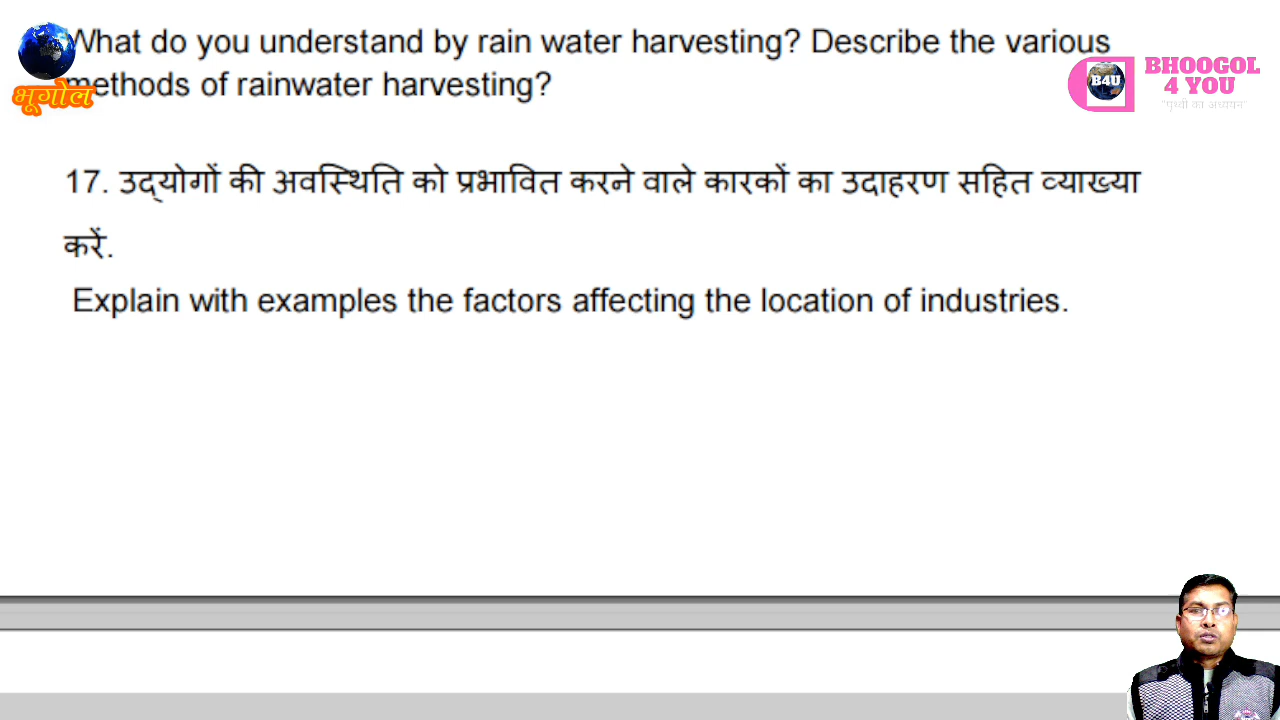 What do you understand by rain water harvesting? Describe the various
methods of rainwater harvesting?
भूगोल
B4U
BHOOGOL
4 YOU
"पृथ्वी का अध्ययन"
17. उद्योगों की अवस्थिति को प्रभावित करने वाले कारकों का उदाहरण सहित व्याख्या
करें.
Explain with examples the factors affecting the location of industries.